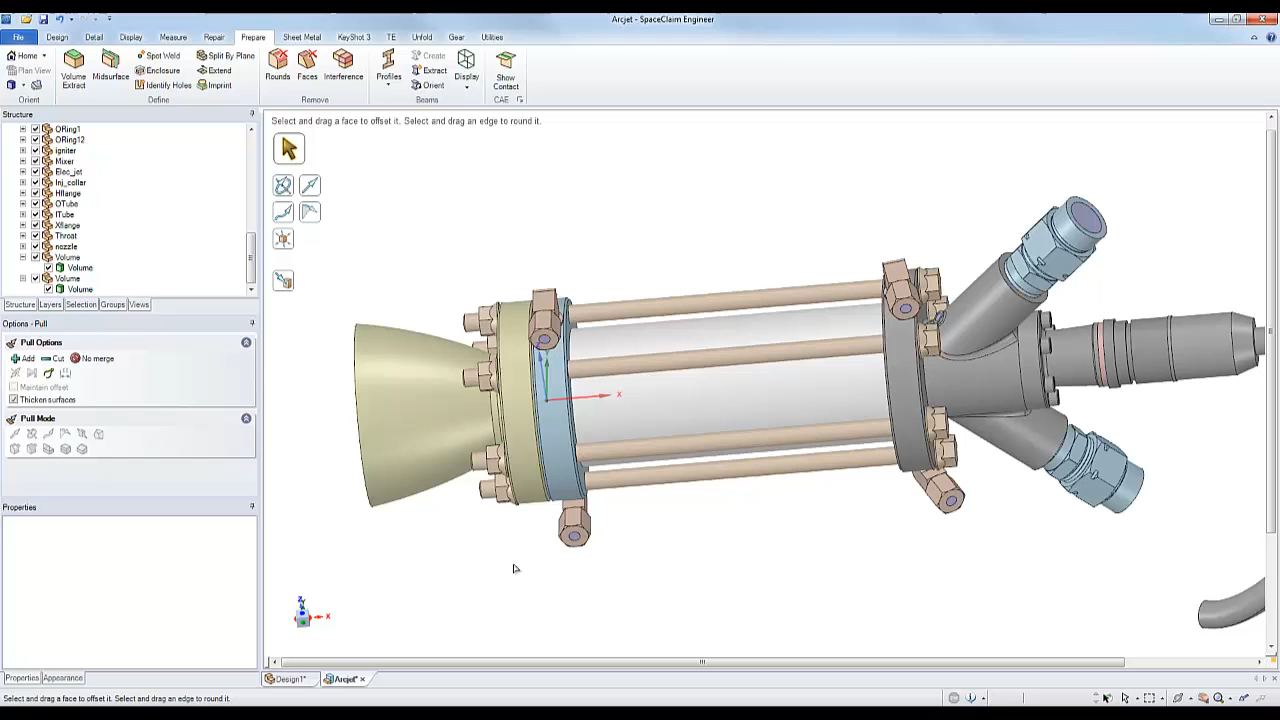 Arcjet - SpaceClaim Engineer
File Design Detail Display Measure Repair Prepare Sheet Metal KeyShot 3 TE Unfold Gear Utilities
Home
Plan View
Orient
Volume Extract
Midsurface
Spot Weld
Enclosure
Identify Holes
Split By Plane
Extend
Imprint
Define
Rounds
Faces
Interference
Remove
Profiles
Create
Extract
Orient
Display
Beams
Show Contact
CAE
Structure
ORing1
ORing12
igniter
Mixer
Elec_jet
Inj_collar
Hflange
OTube
ITube
Xflange
Throat
nozzle
Volume
Volume
Volume
Volume
Structure Layers Selection Groups Views
Options - Pull
Pull Options
Add Cut No merge
Maintain offset
Thicken surfaces
Pull Mode
Properties
Properties Appearance
Select and drag a face to offset it. Select and drag an edge to round it.
X
Z
Y
X
Design1*
Arcjet*
Select and drag a face to offset it. Select and drag an edge to round it.